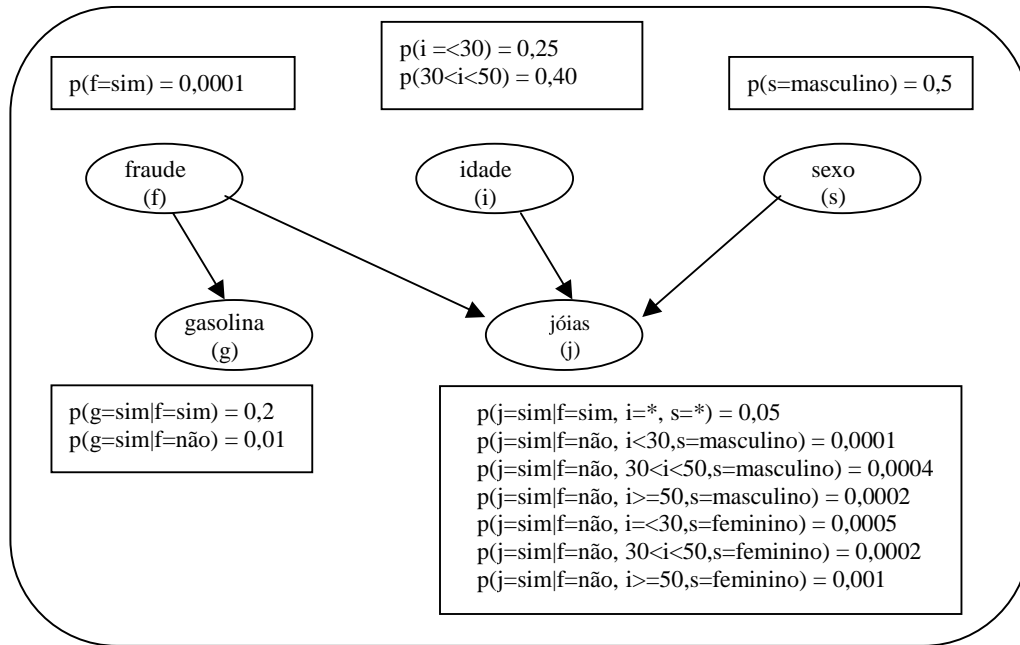 p(i =<30) = 0,25
p(30<i<50) = 0,40
p(f=sim) = 0,0001
p(s=masculino) = 0,5
fraude
(f)
idade
(i)
sexo
(s)
gasolina
(g)
jóias
(j)
p(g=sim|f=sim) = 0,2
p(g=sim|f=não) = 0,01
p(j=sim|f=sim, i=*, s=*) = 0,05
p(j=sim|f=não, i<30,s=masculino) = 0,0001
p(j=sim|f=não, 30<i<50,s=masculino) = 0,0004
p(j=sim|f=não, i>=50,s=masculino) = 0,0002
p(j=sim|f=não, i=<30,s=feminino) = 0,0005
p(j=sim|f=não, 30<i<50,s=feminino) = 0,0002
p(j=sim|f=não, i>=50,s=feminino) = 0,001